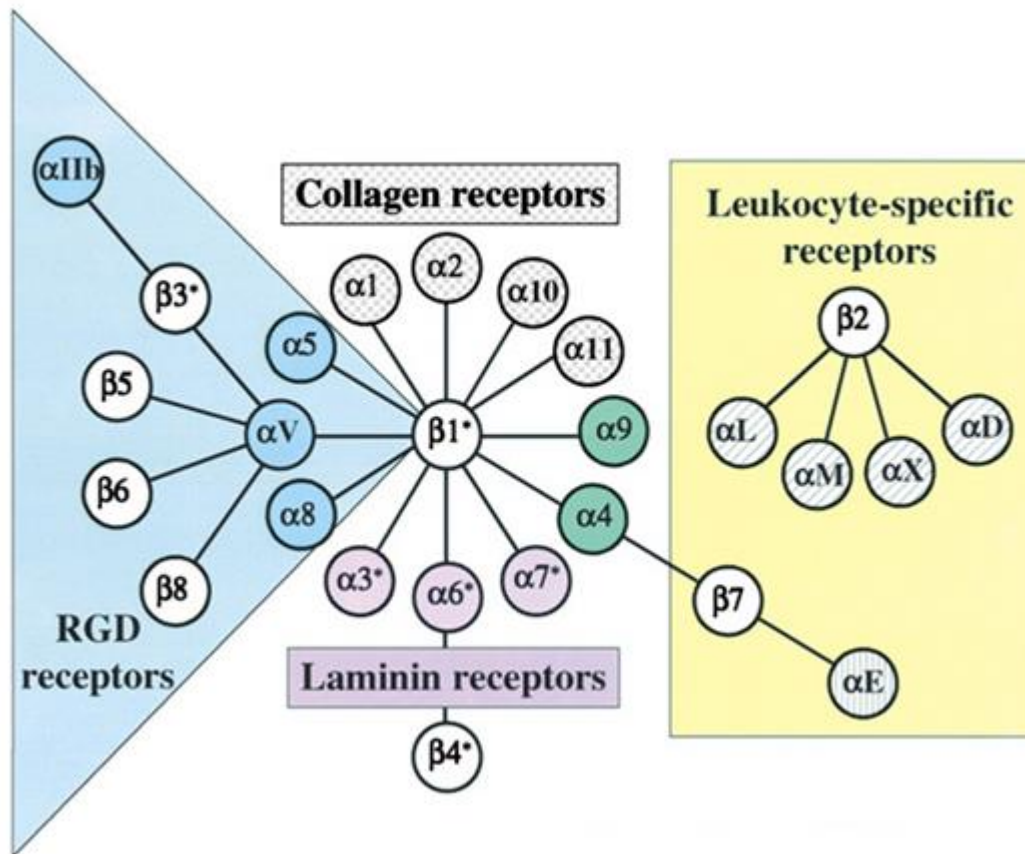 αIIb
Collagen receptors
Leukocyte-specific
receptors
β3*
α1
α2
α10
α11
α5
β2
β5
αV
β1*
α9
αL
αM
αX
αD
β6
α8
α4
β8
α3*
α6*
α7*
β7
RGD
receptors
Laminin receptors
αE
β4*